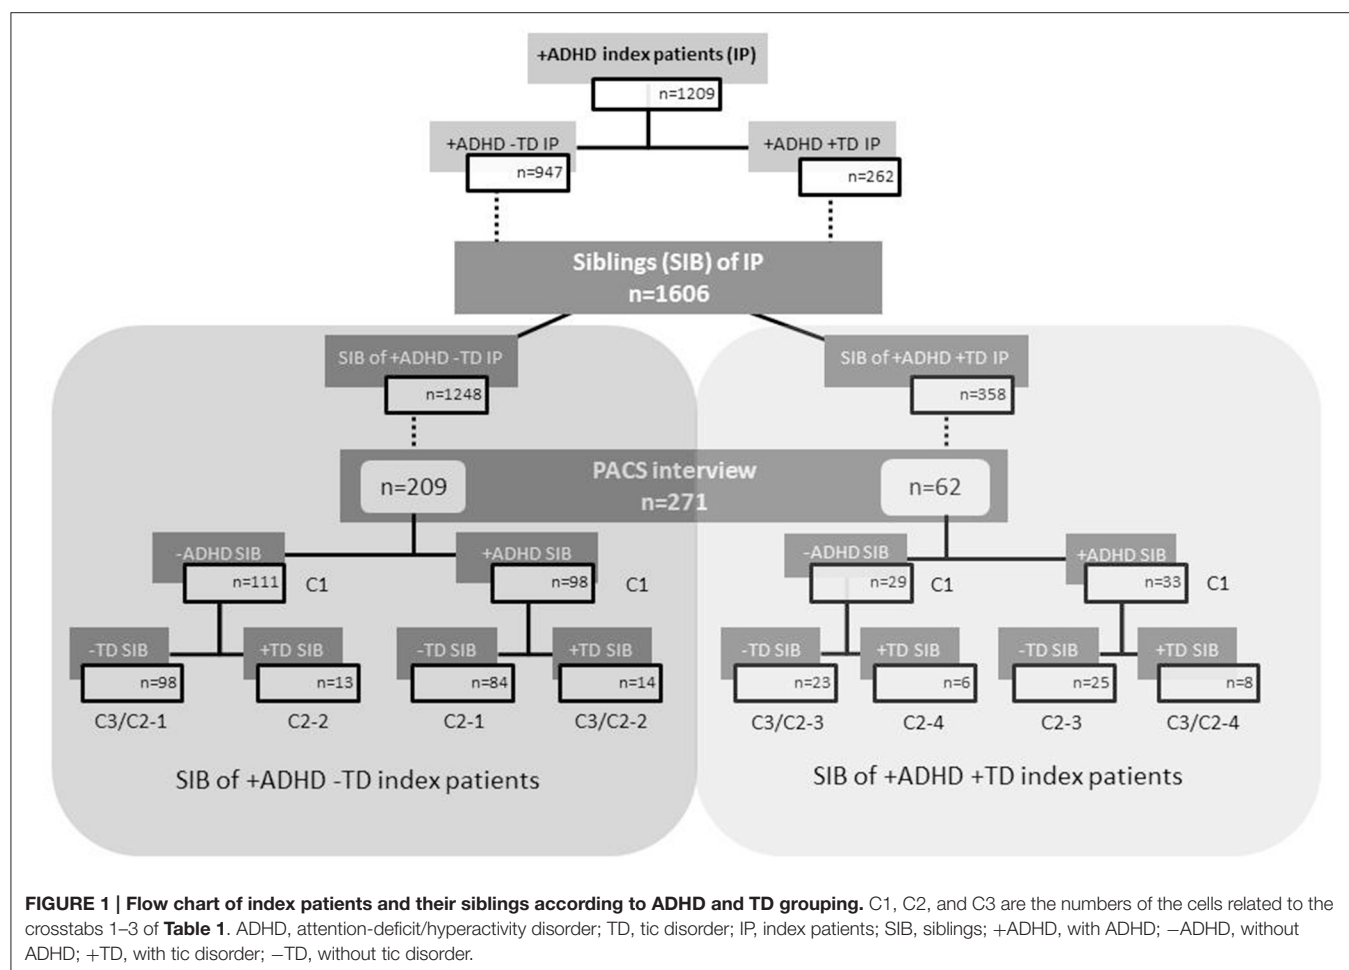 +ADHD index patients (IP)
n=1209
+ADHD -TD IP
n=947
+ADHD +TD IP
n=262
Siblings (SIB) of IP
n=1606
SIB of +ADHD -TD IP
n=1248
SIB of +ADHD +TD IP
n=358
PACS interview
n=271
n=209
n=62
-ADHD SIB
n=111
C1
+ADHD SIB
n=98
C1
-ADHD SIB
n=29
C1
+ADHD SIB
n=33
C1
-TD SIB
n=98
C3/C2-1
+TD SIB
n=13
C2-2
-TD SIB
n=84
C2-1
+TD SIB
n=14
C3/C2-2
-TD SIB
n=23
C3/C2-3
+TD SIB
n=6
C2-4
-TD SIB
n=25
C2-3
+TD SIB
n=8
C3/C2-4
SIB of +ADHD -TD index patients
SIB of +ADHD +TD index patients
FIGURE 1 | Flow chart of index patients and their siblings according to ADHD and TD grouping. C1, C2, and C3 are the numbers of the cells related to the
crosstabs 1–3 of Table 1. ADHD, attention-deficit/hyperactivity disorder; TD, tic disorder; IP, index patients; SIB, siblings; +ADHD, with ADHD; −ADHD, without
ADHD; +TD, with tic disorder; −TD, without tic disorder.